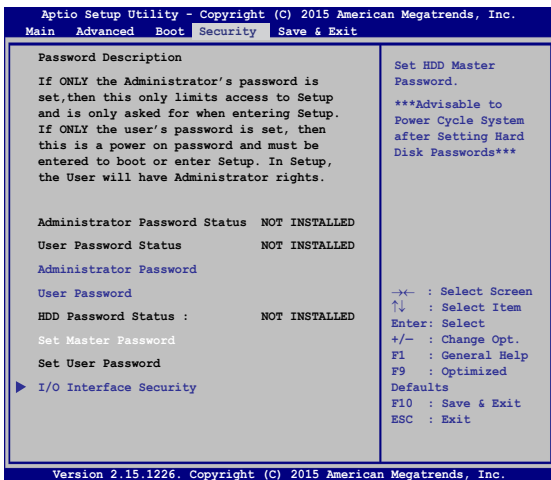 Aptio Setup Utility - Copyright (C) 2015 American Megatrends, Inc.
Main Advanced Boot Security Save & Exit
Password Description
If ONLY the Administrator's password is
set,then this only limits access to Setup
and is only asked for when entering Setup.
If ONLY the user's password is set, then
this is a power on password and must be
entered to boot or enter Setup. In Setup,
the User will have Administrator rights.
Administrator Password Status NOT INSTALLED
User Password Status NOT INSTALLED
Administrator Password
User Password
HDD Password Status : NOT INSTALLED
Set Master Password
Set User Password
I/O Interface Security
Set HDD Master
Password.
***Advisable to
Power Cycle System
after Setting Hard
Disk Passwords***
→← : Select Screen
↑↓ : Select Item
Enter: Select
+/— : Change Opt.
F1 : General Help
F9 : Optimized
Defaults
F10 : Save & Exit
ESC : Exit
Version 2.15.1226. Copyright (C) 2015 American Megatrends, Inc.